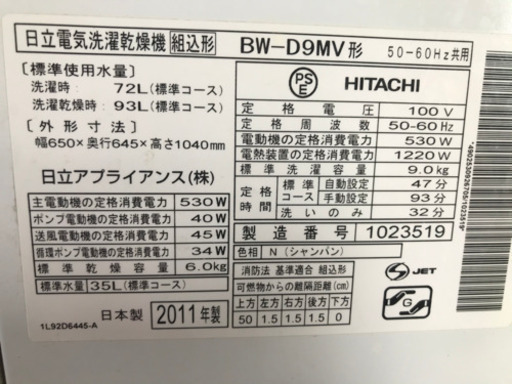 日立電気洗濯乾燥機 組込形 BW-D9MV形 50-60Hz共用
〔標準使用水量〕
洗濯時: 72L(標準コース)
洗乾時: 93L(標準コース)
〔外形寸法〕
幅650×奥行645×高さ1040mm
日立アプライアンス(株)
主電動機の定格消費電力 530W
ポンプ電動機の定格消費電力 40W
送風電動機の定格消費電力 45W
循環ポンプ電動機の定格消費電力 34W
標準乾燥容量 6.0kg
標準水量 35L(標準コース)
日本製 2011年製
1L92D6445-A
PSE HITACHI
定格電圧 100V
定格周波数 50-60Hz
電動機の定格消費電力 530W
電熱装置の定格消費電力 1220W
標準洗濯容量 9.0kg
定格時間 標準コース 自動設定 47分
手動設定 93分
洗いのみ 32分
製造番号 1023519
色相 N(シャンパン)
消防法 基準適合 組込形
可燃物からの離隔距離(cm)
上方 左方 右方 後方 下方
50 1.5 1.5 1.5 0
S JET
G